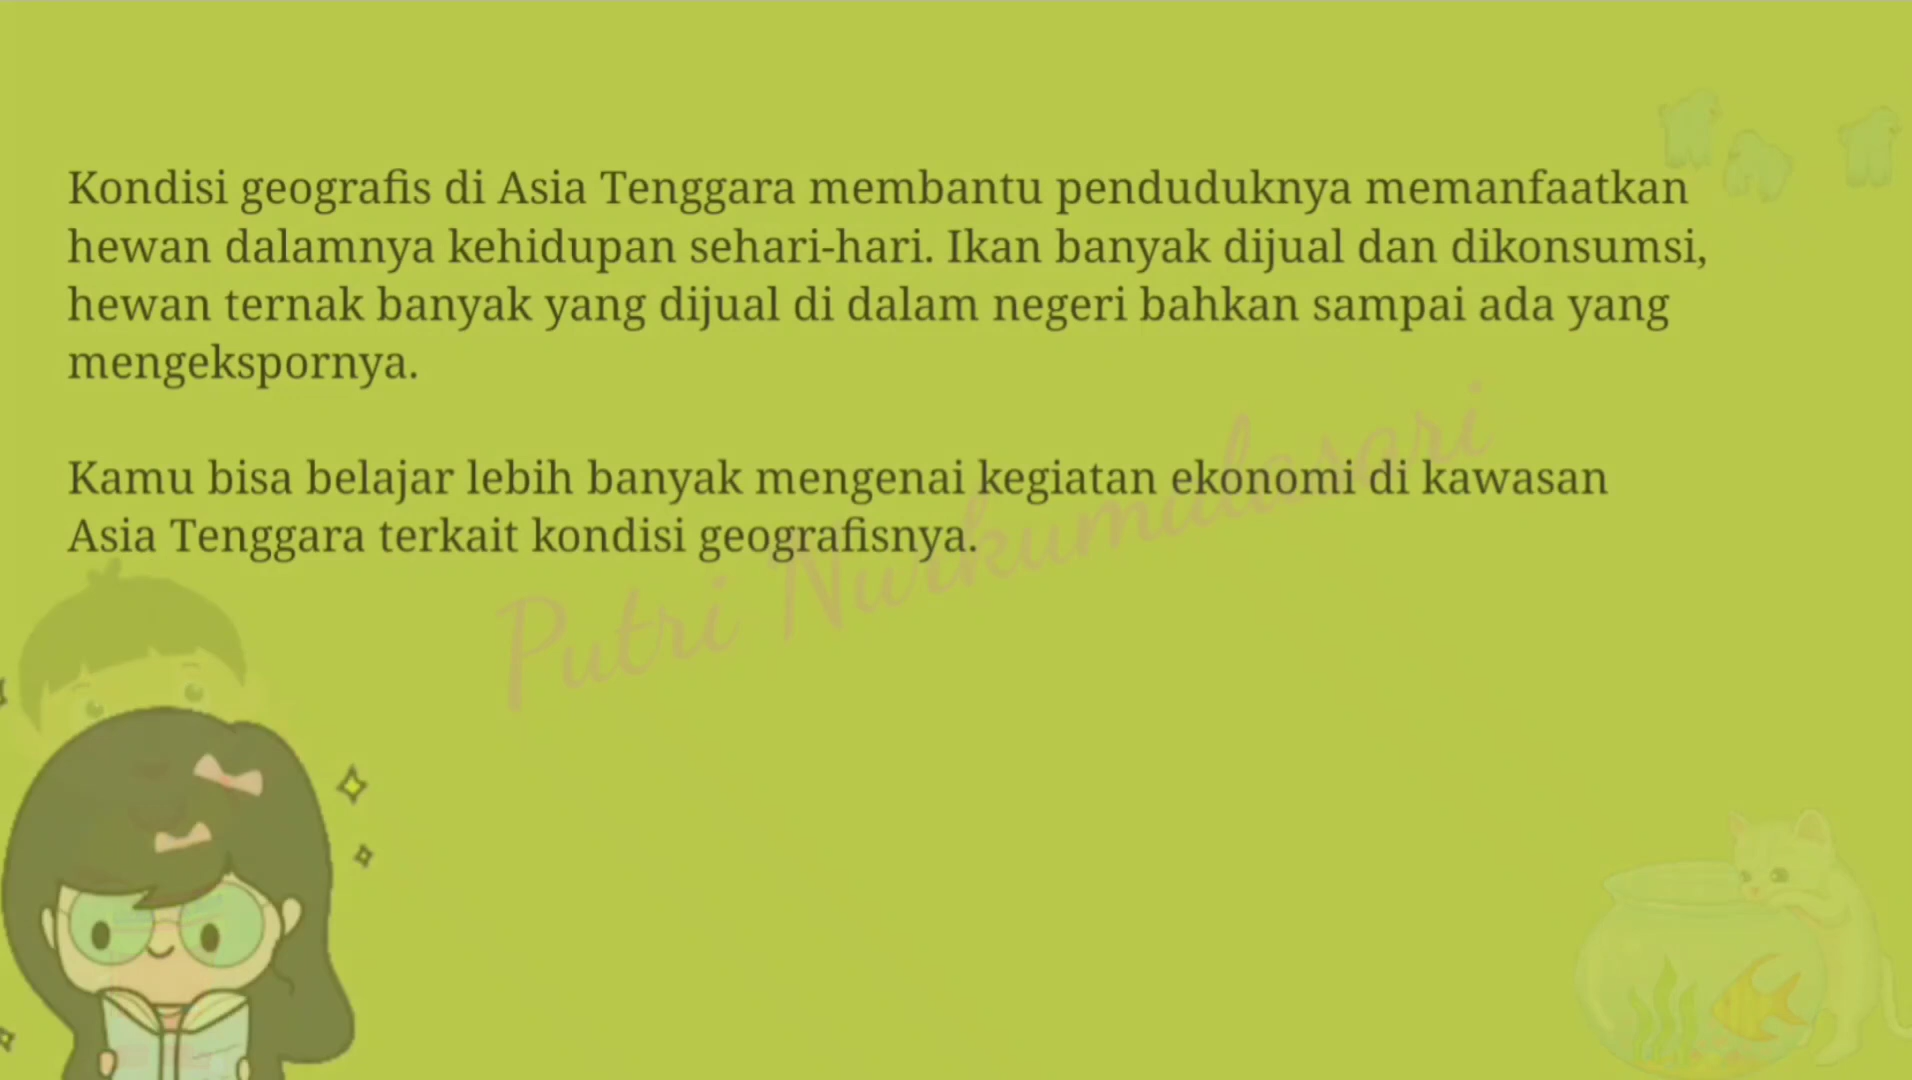 Kondisi geografis di Asia Tenggara membantu penduduknya memanfaatkan
hewan dalamnya kehidupan sehari-hari. Ikan banyak dijual dan dikonsumsi,
hewan ternak banyak yang dijual di dalam negeri bahkan sampai ada yang
mengekspornya.
Kamu bisa belajar lebih banyak mengenai kegiatan ekonomi di kawasan
Asia Tenggara terkait kondisi geografisnya.
Putri Nurkumalasari